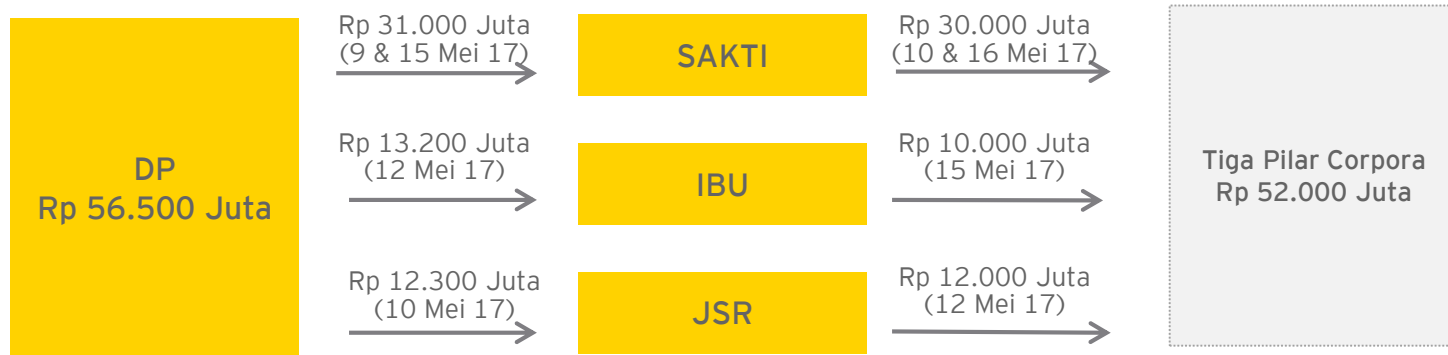 DP
Rp 56.500 Juta
Rp 31.000 Juta
(9 & 15 Mei 17)
SAKTI
Rp 30.000 Juta
(10 & 16 Mei 17)
Rp 13.200 Juta
(12 Mei 17)
IBU
Rp 10.000 Juta
(15 Mei 17)
Rp 12.300 Juta
(10 Mei 17)
JSR
Rp 12.000 Juta
(12 Mei 17)
Tiga Pilar Corpora
Rp 52.000 Juta